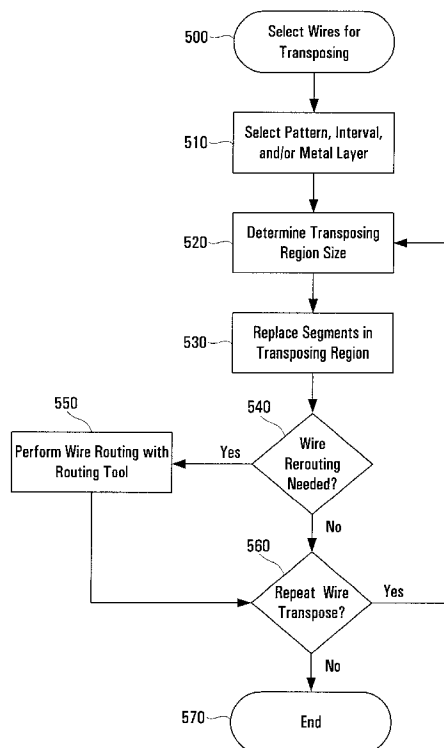 500
Select Wires for
Transposing
510
Select Pattern, Interval,
and/or Metal Layer
520
Determine Transposing
Region Size
530
Replace Segments in
Transposing Region
550
Perform Wire Routing with
Routing Tool
540
Yes
Wire
Rerouting
Needed?
No
560
Repeat Wire
Transpose?
Yes
No
570
End